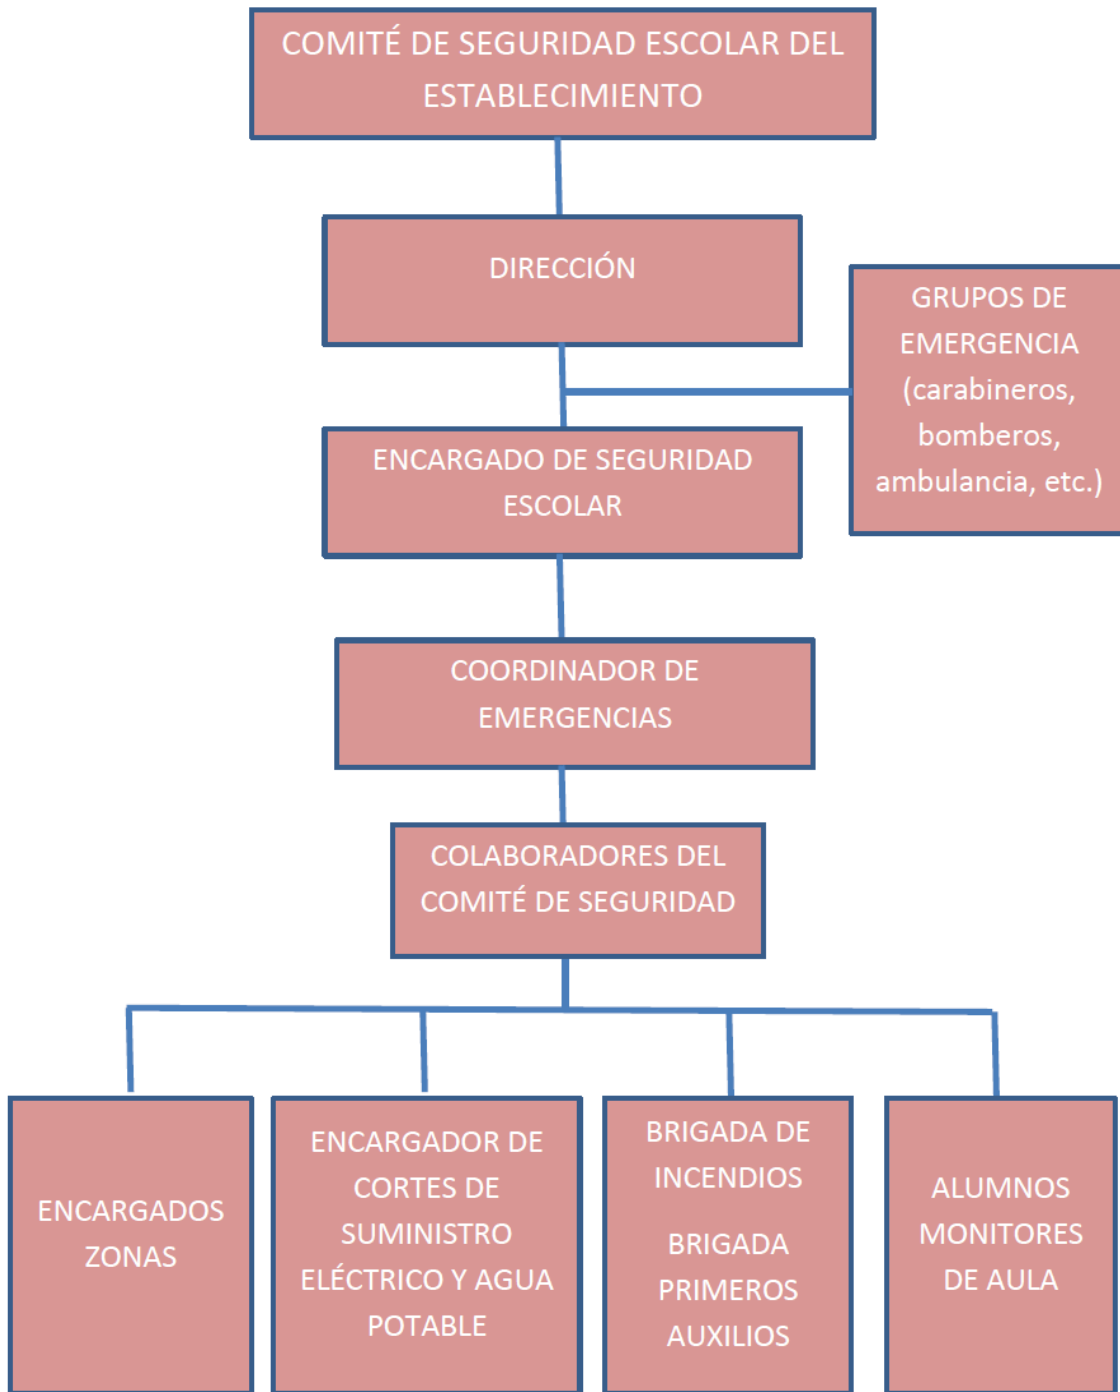 COMITÉ DE SEGURIDAD ESCOLAR DEL
ESTABLECIMIENTO
DIRECCIÓN
GRUPOS DE
EMERGENCIA
(carabineros,
bomberos,
ambulancia, etc.)
ENCARGADO DE SEGURIDAD
ESCOLAR
COORDINADOR DE
EMERGENCIAS
COLABORADORES DEL
COMITÉ DE SEGURIDAD
ENCARGADOS
ZONAS
ENCARGADOR DE
CORTES DE
SUMINISTRO
ELÉCTRICO Y AGUA
POTABLE
BRIGADA DE
INCENDIOS
BRIGADA
PRIMEROS
AUXILIOS
ALUMNOS
MONITORES
DE AULA